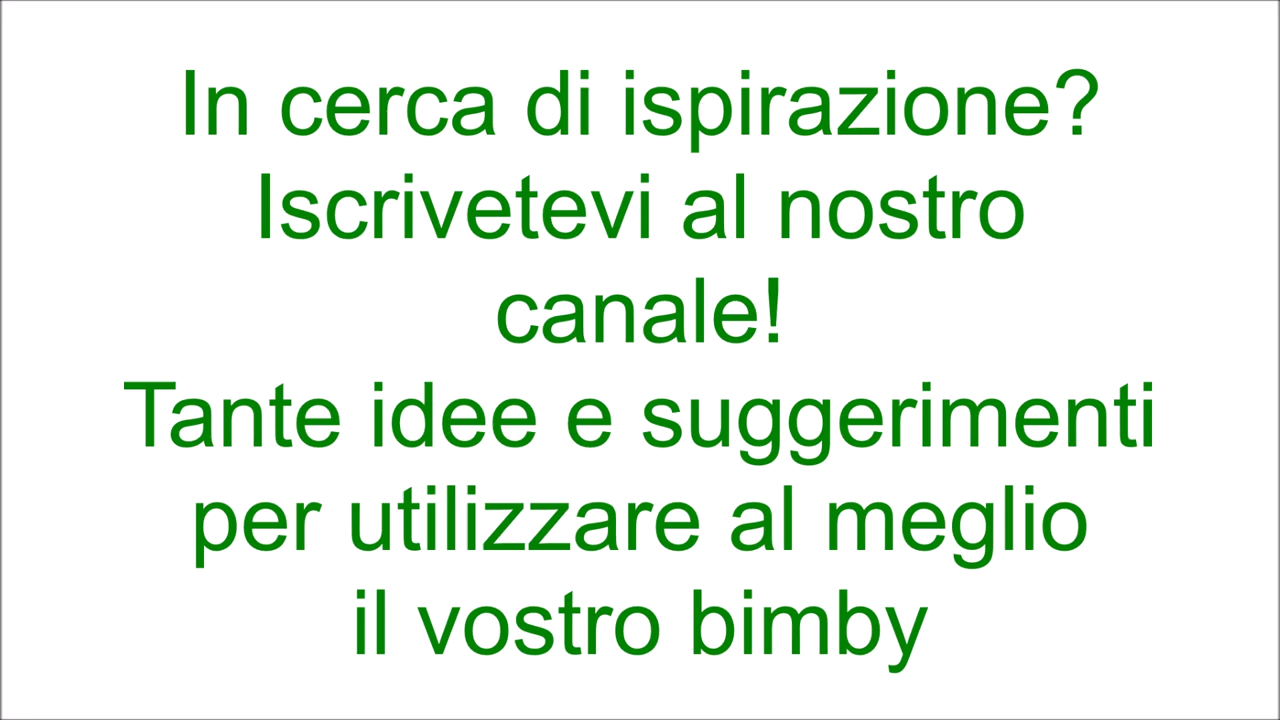 In cerca di ispirazione?
Iscrivetevi al nostro
canale!
Tante idee e suggerimenti
per utilizzare al meglio
il vostro bimby